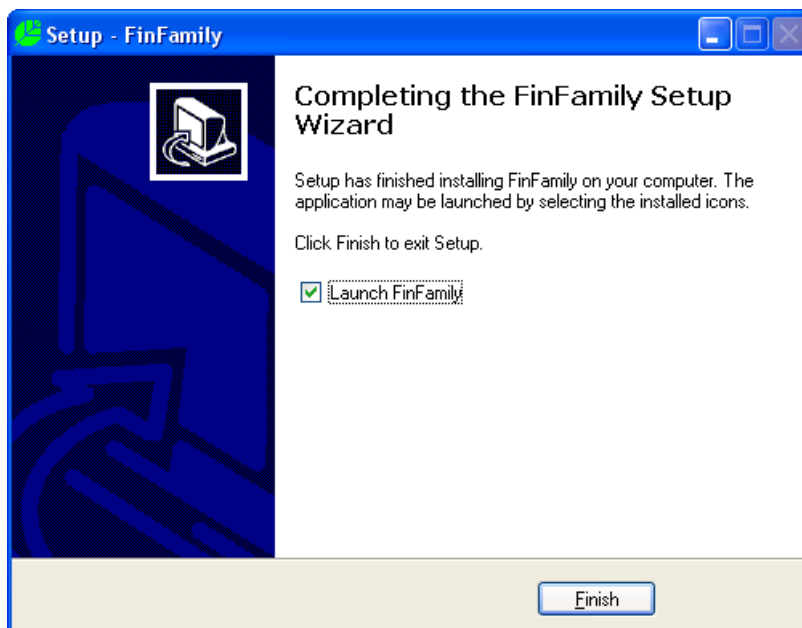 Setup - FinFamily
Completing the FinFamily Setup
Wizard
Setup has finished installing FinFamily on your computer. The
application may be launched by selecting the installed icons.
Click Finish to exit Setup.
Launch FinFamily
Finish